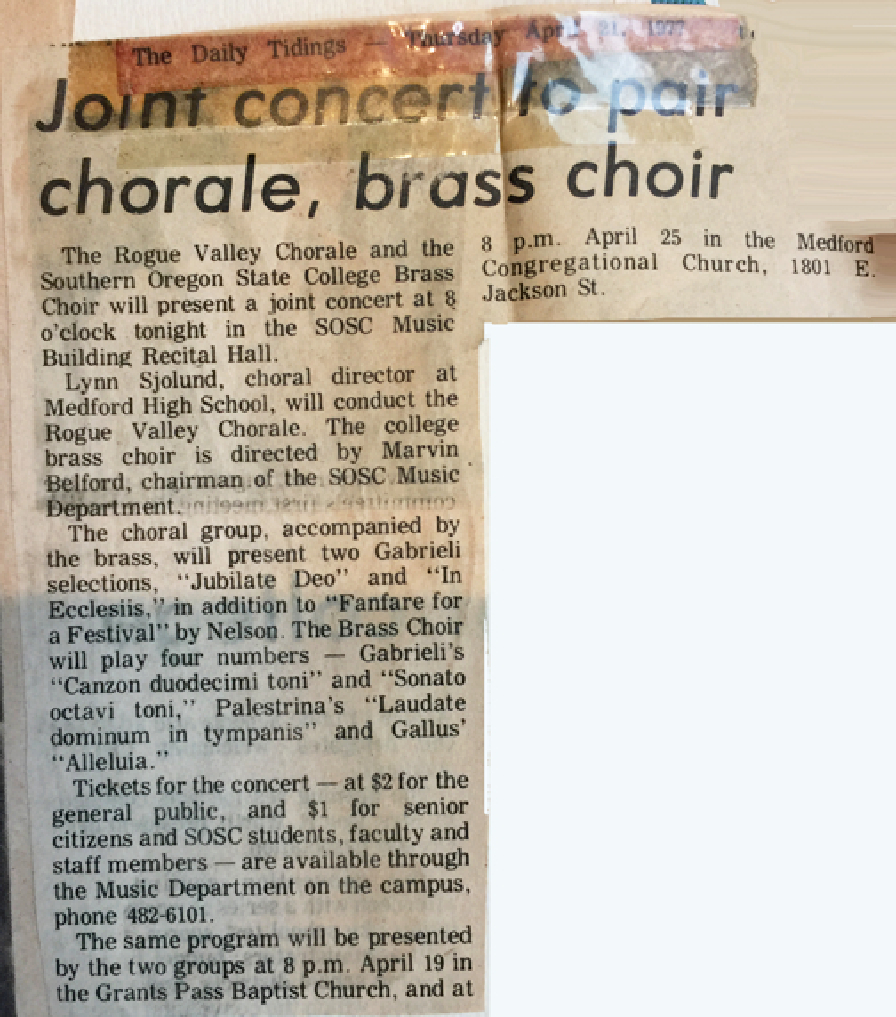 The Daily Tidings — Thursday April 21, 1977
Joint concert to pair
chorale, brass choir
The Rogue Valley Chorale and the
Southern Oregon State College Brass
Choir will present a joint concert at 8
o'clock tonight in the SOSC Music
Building Recital Hall.
Lynn Sjolund, choral director at
Medford High School, will conduct the
Rogue Valley Chorale. The college
brass choir is directed by Marvin
Belford, chairman of the SOSC Music
Department.
The choral group, accompanied by
the brass, will present two Gabrieli
selections, "Jubilate Deo" and "In
Ecclesiis," in addition to "Fanfare for
a Festival" by Nelson. The Brass Choir
will play four numbers — Gabrieli's
"Canzon duodecimi toni" and "Sonato
octavi toni," Palestrina's "Laudate
dominum in tympanis" and Gallus'
"Alleluia."
Tickets for the concert — at $2 for the
general public, and $1 for senior
citizens and SOSC students, faculty and
staff members — are available through
the Music Department on the campus,
phone 482-6101.
The same program will be presented
by the two groups at 8 p.m. April 19 in
the Grants Pass Baptist Church, and at
8 p.m. April 25 in the Medford
Congregational Church, 1801 E.
Jackson St.